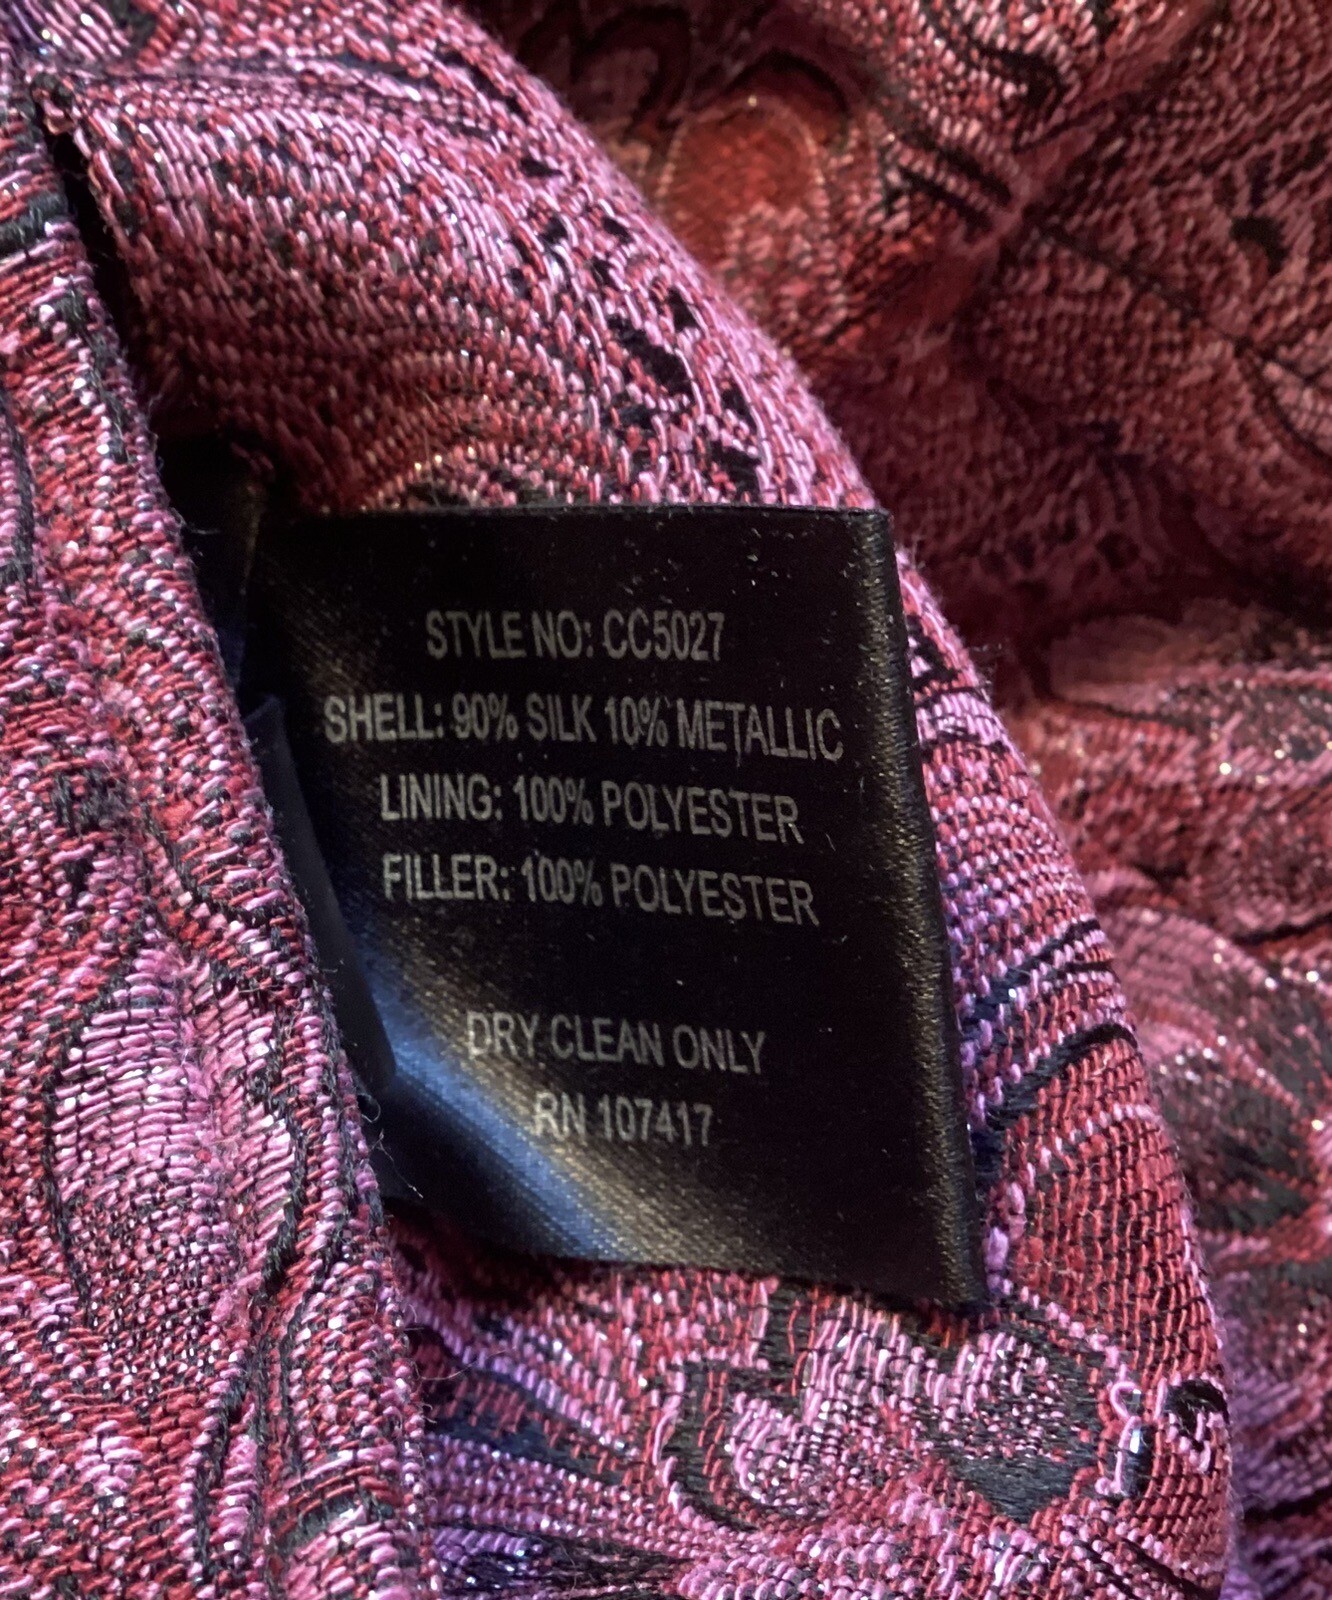 STYLE NO: CC5027
SHELL: 90% SILK 10% METALLIC
LINING: 100% POLYESTER
FILLER: 100% POLYESTER
DRY CLEAN ONLY
RN 107417